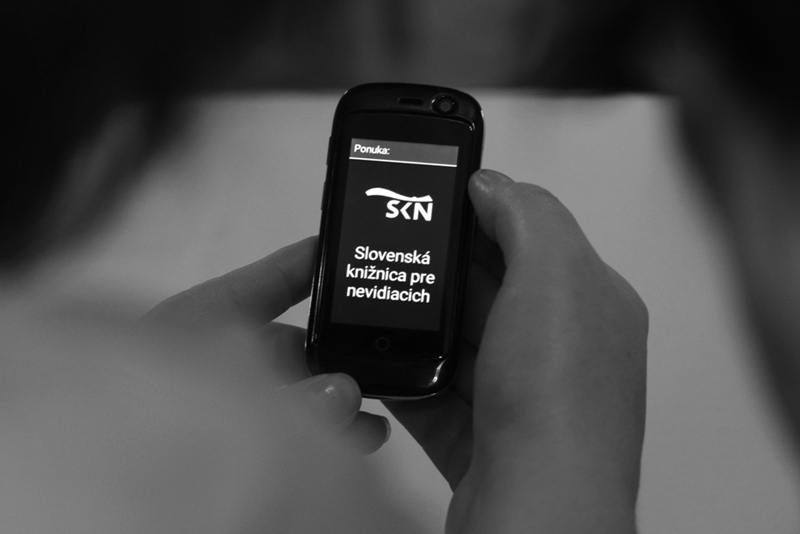 Ponuka:
SKN
Slovenská
knižnica pre
nevidiacich